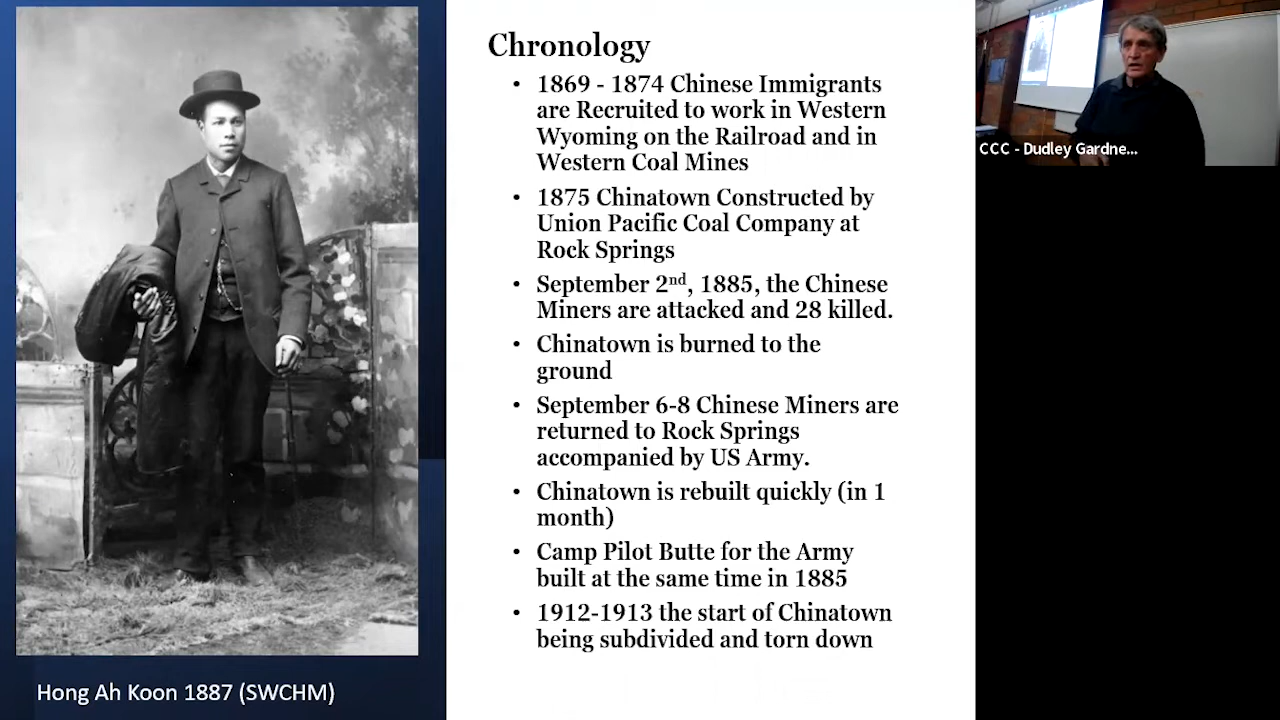 Chronology
• 1869 - 1874 Chinese Immigrants
are Recruited to work in Western
Wyoming on the Railroad and in
Western Coal Mines
• 1875 Chinatown Constructed by
Union Pacific Coal Company at
Rock Springs
• September 2nd, 1885, the Chinese
Miners are attacked and 28 killed.
• Chinatown is burned to the
ground
• September 6-8 Chinese Miners are
returned to Rock Springs
accompanied by US Army.
• Chinatown is rebuilt quickly (in 1
month)
• Camp Pilot Butte for the Army
built at the same time in 1885
• 1912-1913 the start of Chinatown
being subdivided and torn down
Hong Ah Koon 1887 (SWCHM)
CCC - Dudley Gardne...